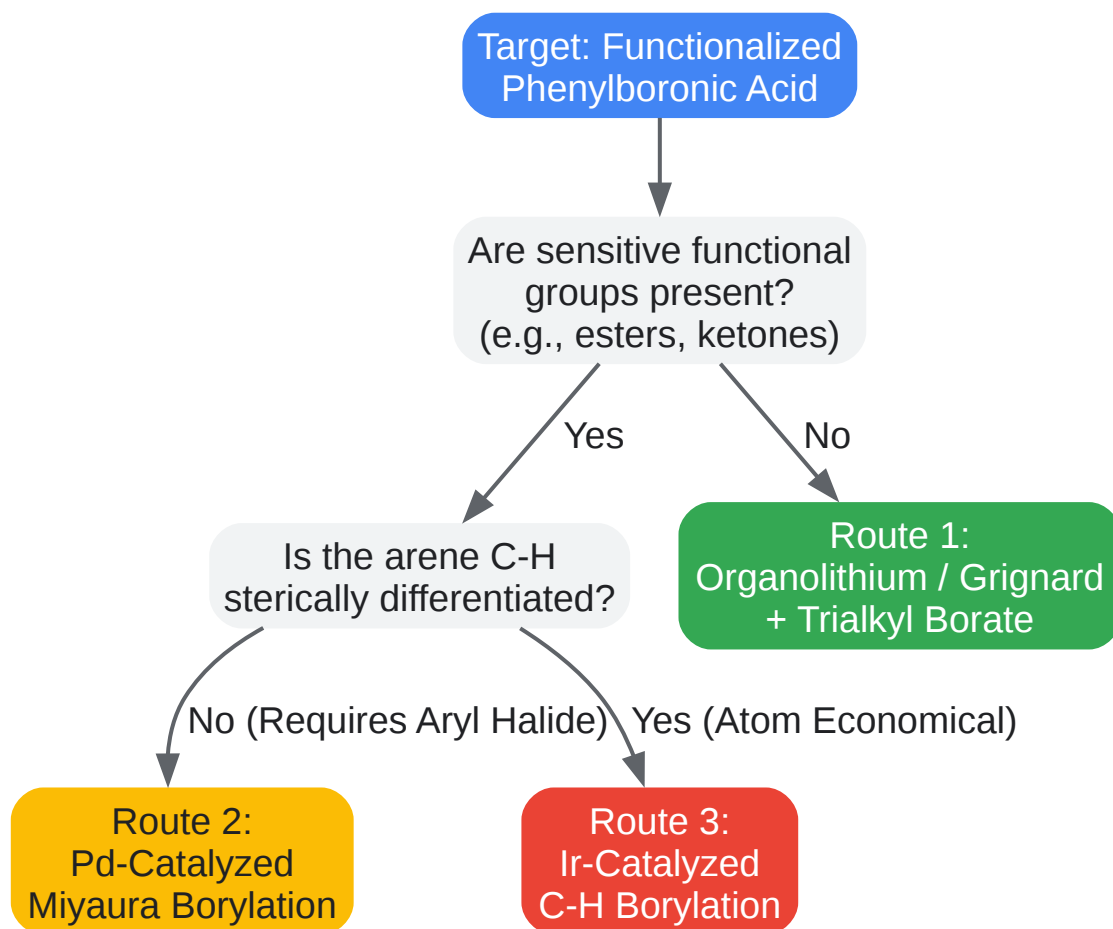 Target: Functionalized
Phenylboronic Acid
Are sensitive functional
groups present?
(e.g., esters, ketones)
Yes
No
Is the arene C-H
sterically differentiated?
Route 1:
Organolithium / Grignard
+ Trialkyl Borate
No (Requires Aryl Halide)
Yes (Atom Economical)
Route 2:
Pd-Catalyzed
Miyaura Borylation
Route 3:
Ir-Catalyzed
C-H Borylation